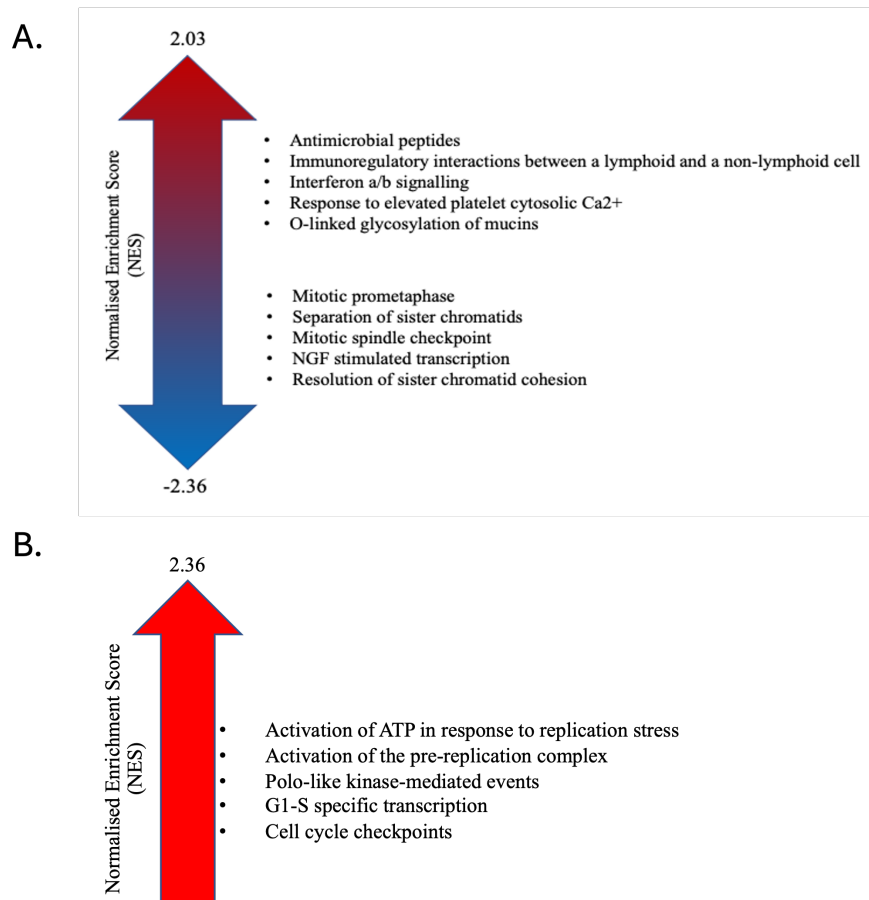 A.
2.03
Normalised Enrichment Score
(NES)
• Antimicrobial peptides
• Immunoregulatory interactions between a lymphoid and a non-lymphoid cell
• Interferon a/b signalling
• Response to elevated platelet cytosolic Ca2+
• O-linked glycosylation of mucins
• Mitotic prometaphase
• Separation of sister chromatids
• Mitotic spindle checkpoint
• NGF stimulated transcription
• Resolution of sister chromatid cohesion
-2.36
B.
2.36
Normalised Enrichment Score
(NES)
• Activation of ATP in response to replication stress
• Activation of the pre-replication complex
• Polo-like kinase-mediated events
• G1-S specific transcription
• Cell cycle checkpoints